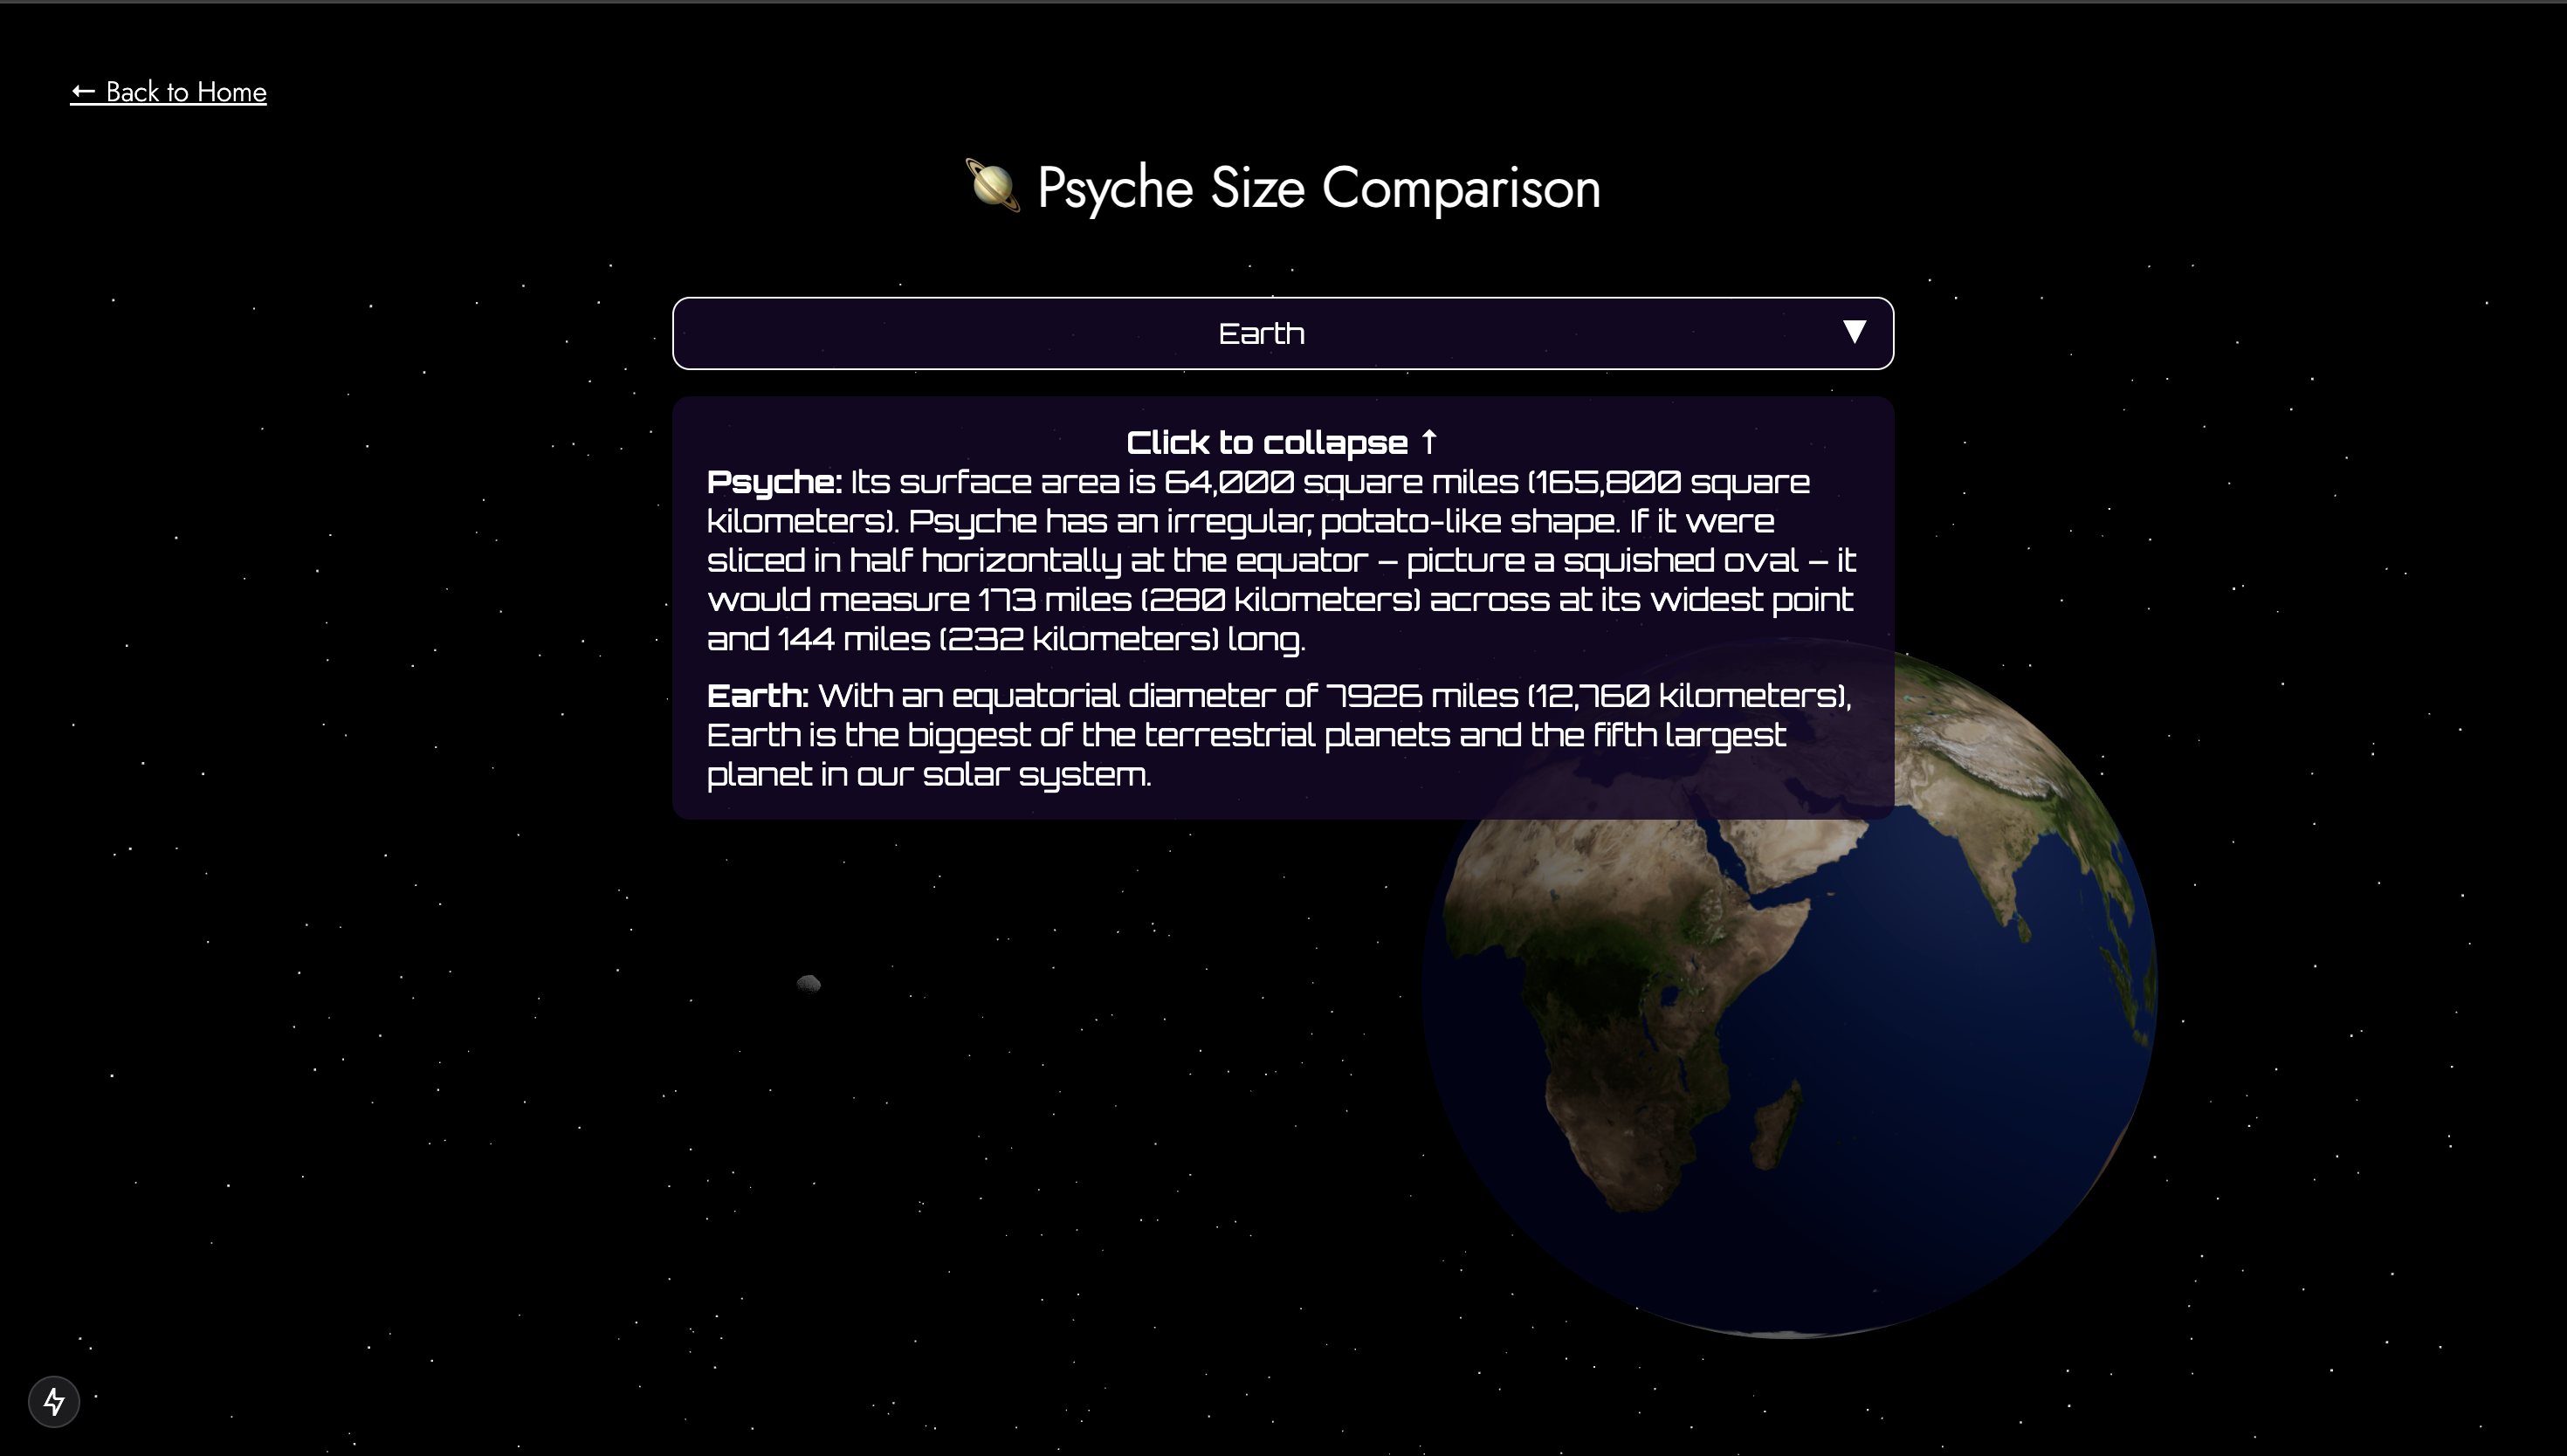 ← Back to Home
🪐 Psyche Size Comparison
Earth ▼
Click to collapse ↑
Psyche: Its surface area is 64,000 square miles (165,800 square
kilometers). Psyche has an irregular, potato-like shape. If it were
sliced in half horizontally at the equator – picture a squished oval – it
would measure 173 miles (280 kilometers) across at its widest point
and 144 miles (232 kilometers) long.
Earth: With an equatorial diameter of 7926 miles (12,760 kilometers),
Earth is the biggest of the terrestrial planets and the fifth largest
planet in our solar system.